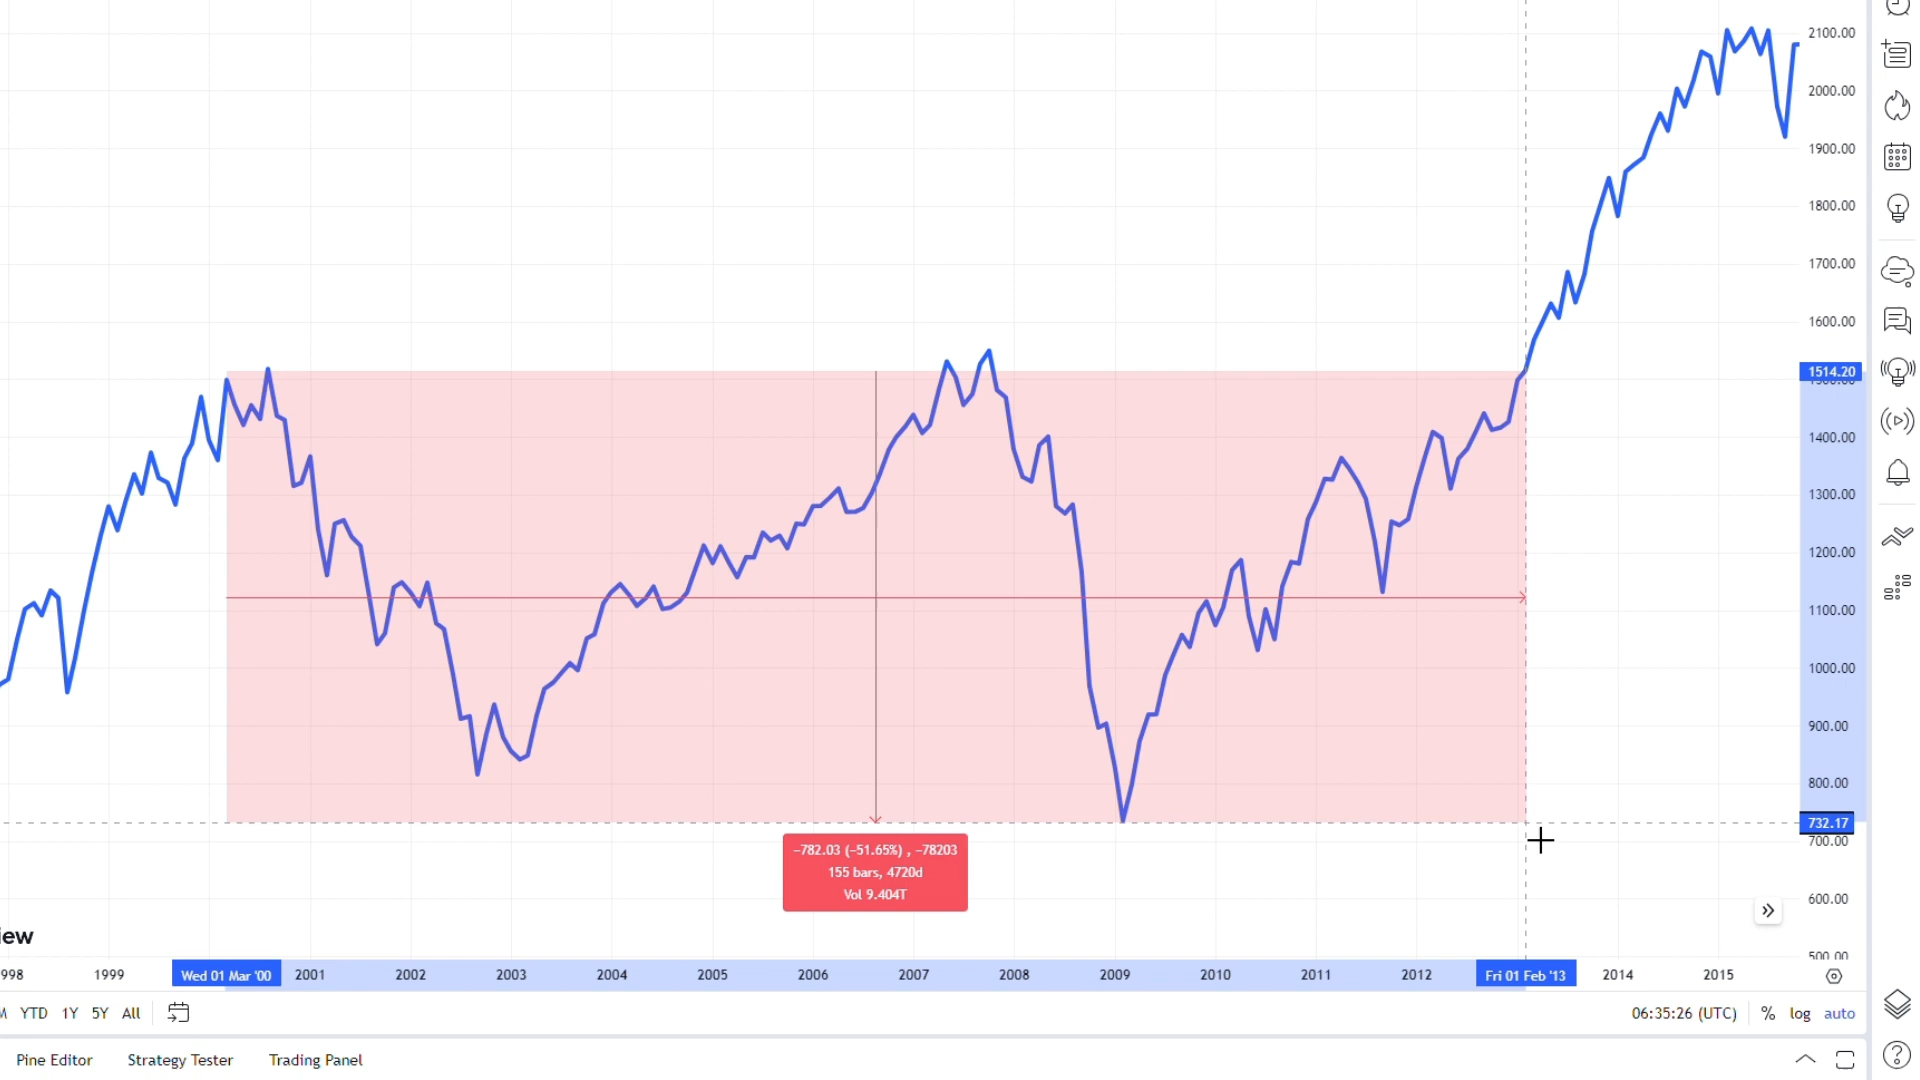 2100.00
2000.00
1900.00
1800.00
1700.00
1600.00
1514.20
1400.00
1300.00
1200.00
1100.00
1000.00
900.00
800.00
732.17
700.00
600.00
500.00
−782.03 (−51.65%) , −78203
155 bars, 4720d
Vol 9.404T
iew
998 1999 Wed 01 Mar '00 2001 2002 2003 2004 2005 2006 2007 2008 2009 2010 2011 2012 Fri 01 Feb '13 2014 2015
M YTD 1Y 5Y All 06:35:26 (UTC) % log auto
Pine Editor Strategy Tester Trading Panel